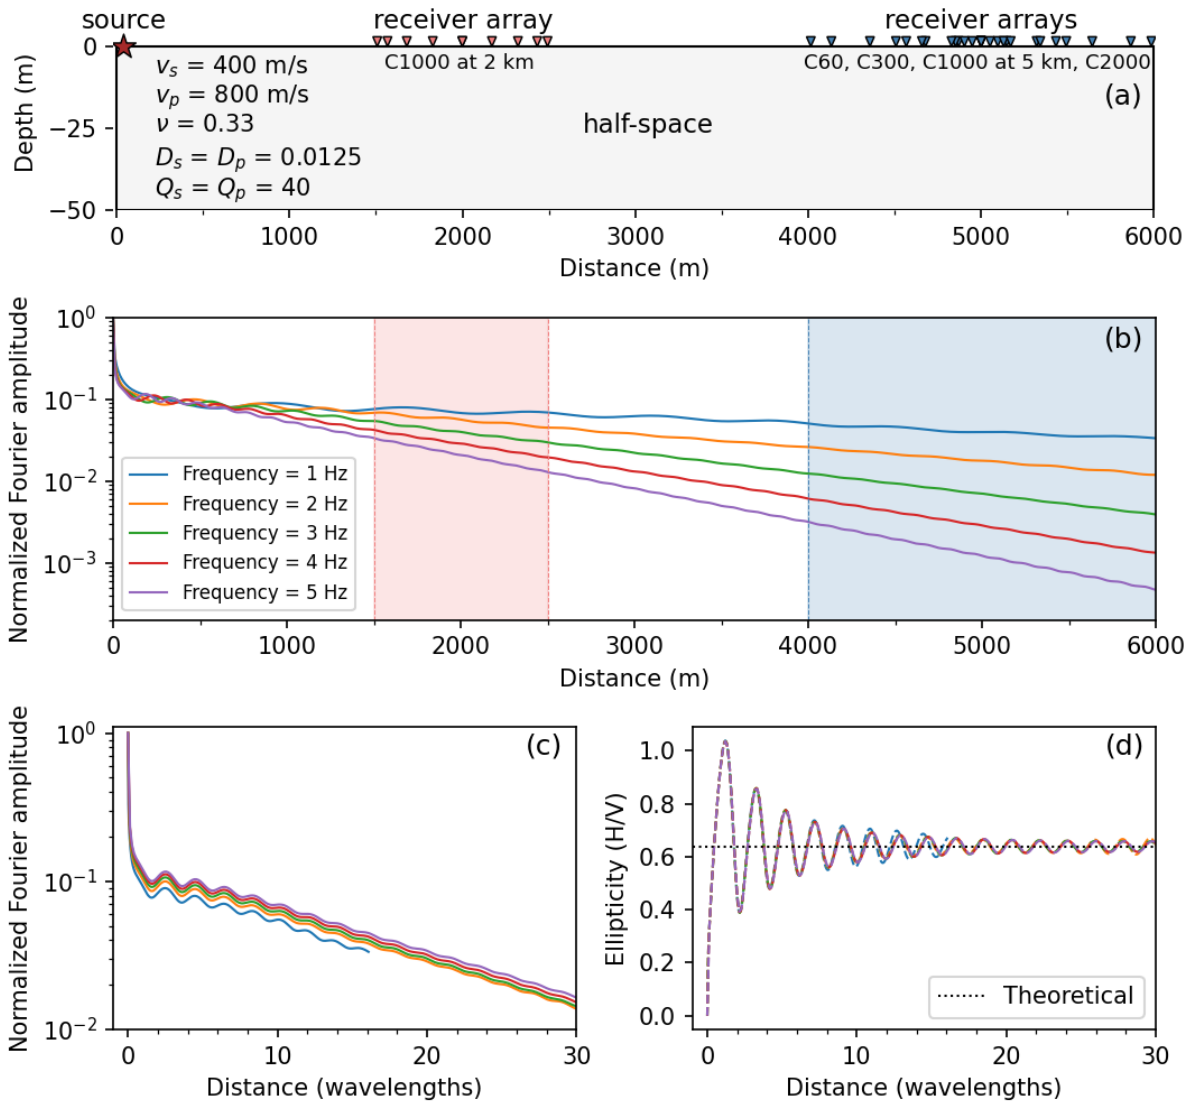 source
receiver array
receiver arrays
C1000 at 2 km
C60, C300, C1000 at 5 km, C2000
(a)
v_s = 400 m/s
v_p = 800 m/s
ν = 0.33
D_s = D_p = 0.0125
Q_s = Q_p = 40
half-space
Depth (m)
0
−25
−50
0 1000 2000 3000 4000 5000 6000
Distance (m)
Normalized Fourier amplitude
10^0
10^-1
10^-2
10^-3
(b)
Frequency = 1 Hz
Frequency = 2 Hz
Frequency = 3 Hz
Frequency = 4 Hz
Frequency = 5 Hz
0 1000 2000 3000 4000 5000 6000
Distance (m)
Normalized Fourier amplitude
10^0
10^-1
10^-2
(c)
0 10 20 30
Distance (wavelengths)
Ellipticity (H/V)
1.0
0.8
0.6
0.4
0.2
0.0
(d)
Theoretical
0 10 20 30
Distance (wavelengths)